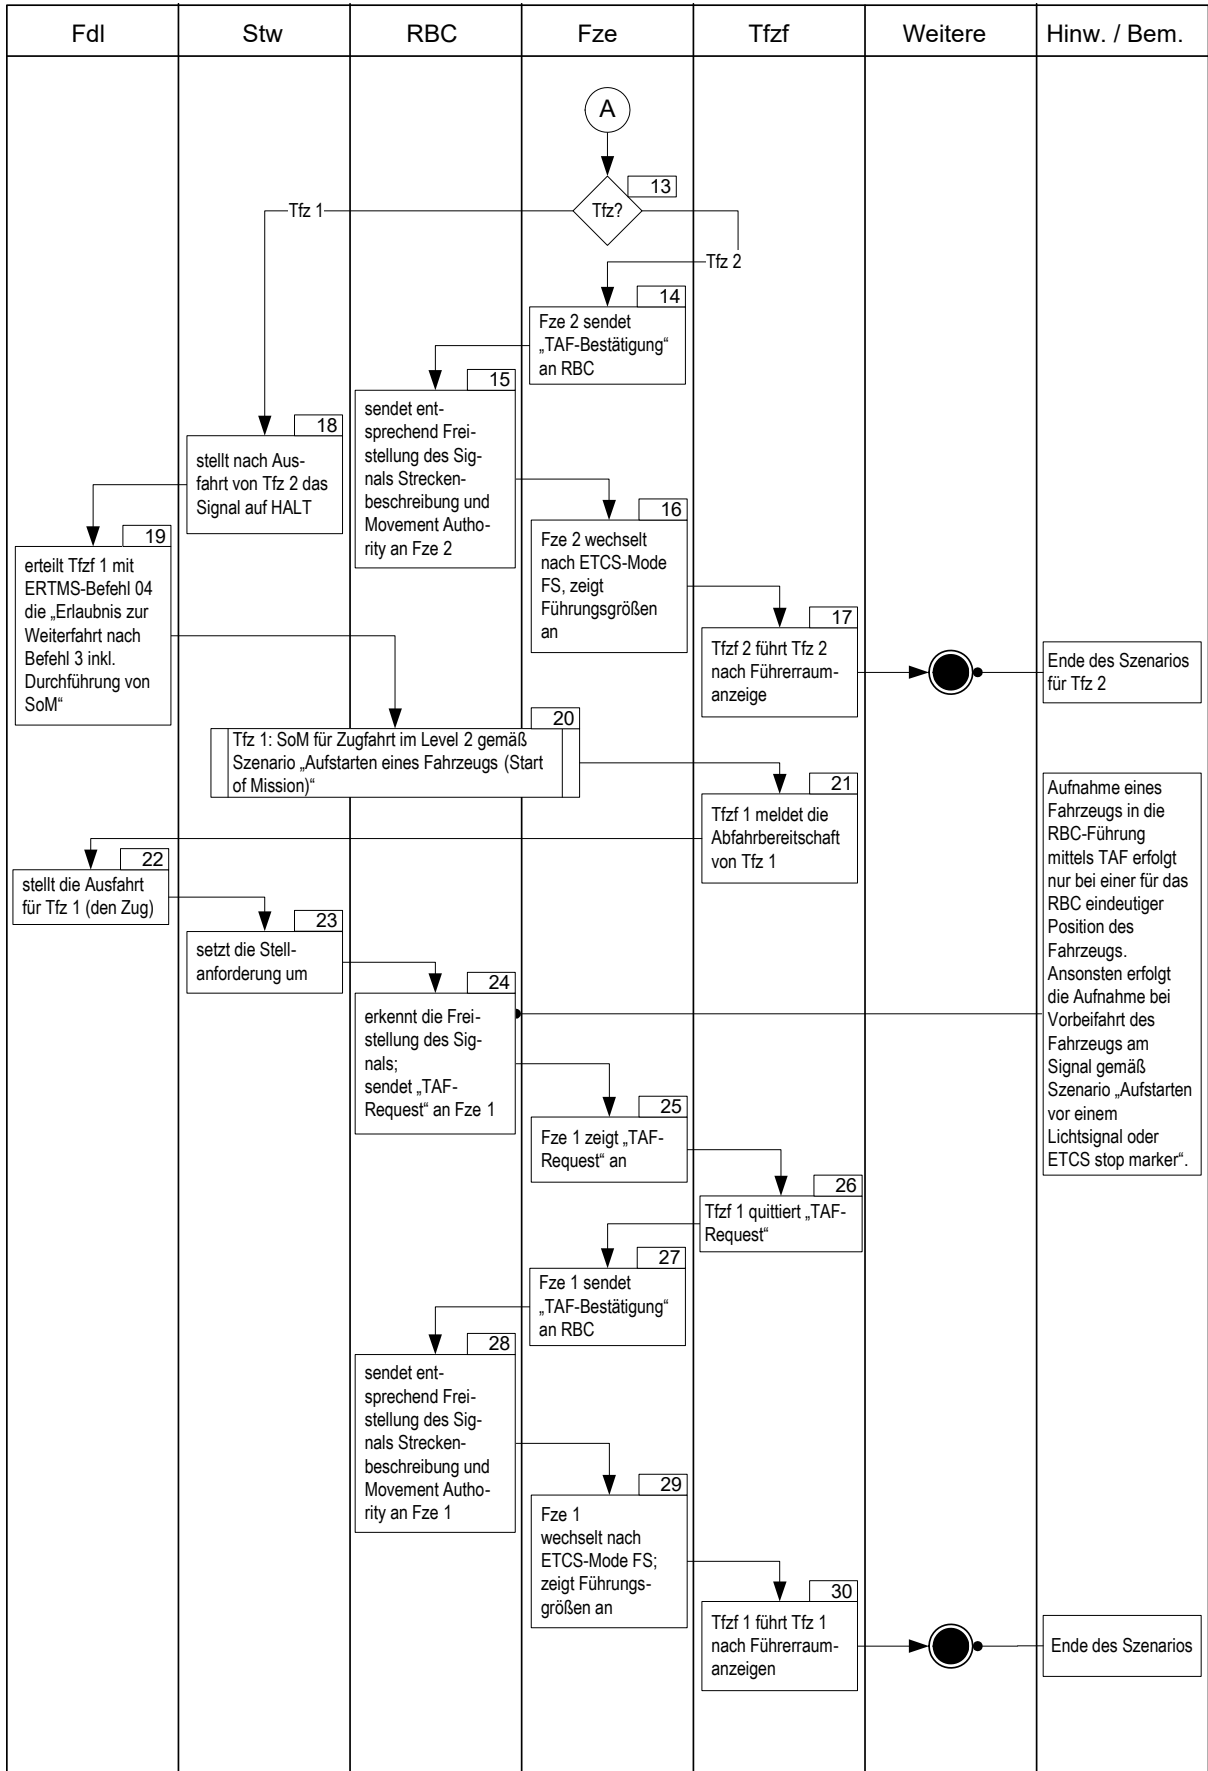 Fdl
Stw
RBC
Fze
Tfzf
Weitere
Hinw. / Bem.
A
13
Tfz?
Tfz 1
Tfz 2
14
Fze 2 sendet
„TAF-Bestätigung“
an RBC
15
sendet ent-
sprechend Frei-
stellung des Sig-
nals Strecken-
beschreibung und
Movement Autho-
rity an Fze 2
16
Fze 2 wechselt
nach ETCS-Mode
FS, zeigt
Führungsgrößen
an
17
Tfzf 2 führt Tfz 2
nach Führerraum-
anzeige
Ende des Szenarios
für Tfz 2
18
stellt nach Aus-
fahrt von Tfz 2 das
Signal auf HALT
19
erteilt Tfzf 1 mit
ERTMS-Befehl 04
die „Erlaubnis zur
Weiterfahrt nach
Befehl 3 inkl.
Durchführung von
SoM“
20
Tfz 1: SoM für Zugfahrt im Level 2 gemäß
Szenario „Aufstarten eines Fahrzeugs (Start
of Mission)“
21
Tfzf 1 meldet die
Abfahrbereitschaft
von Tfz 1
22
stellt die Ausfahrt
für Tfz 1 (den Zug)
23
setzt die Stell-
anforderung um
24
erkennt die Frei-
stellung des Sig-
nals;
sendet „TAF-
Request“ an Fze 1
Aufnahme eines
Fahrzeugs in die
RBC-Führung
mittels TAF erfolgt
nur bei einer für das
RBC eindeutiger
Position des
Fahrzeugs.
Ansonsten erfolgt
die Aufnahme bei
Vorbeifahrt des
Fahrzeugs am
Signal gemäß
Szenario „Aufstarten
vor einem
Lichtsignal oder
ETCS stop marker“.
25
Fze 1 zeigt „TAF-
Request“ an
26
Tfzf 1 quittiert „TAF-
Request“
27
Fze 1 sendet
„TAF-Bestätigung“
an RBC
28
sendet ent-
sprechend Frei-
stellung des Sig-
nals Strecken-
beschreibung und
Movement Autho-
rity an Fze 1
29
Fze 1
wechselt nach
ETCS-Mode FS;
zeigt Führungs-
größen an
30
Tfzf 1 führt Tfz 1
nach Führerraum-
anzeigen
Ende des Szenarios